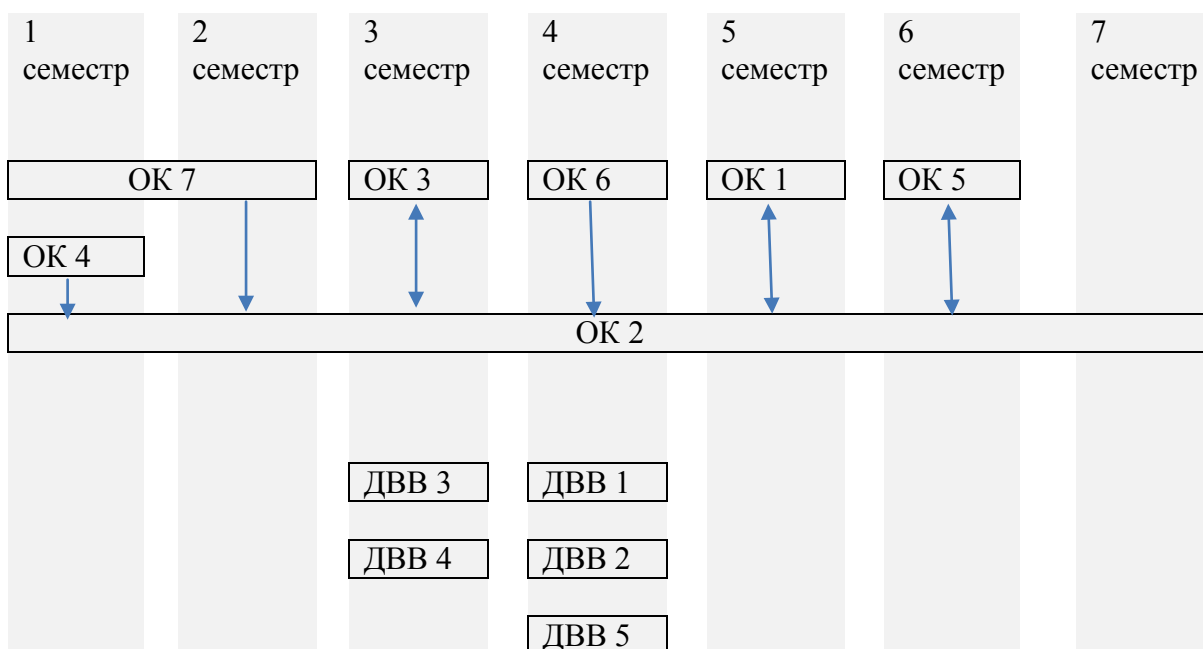 1 2 3 4 5 6 7
семестр семестр семестр семестр семестр семестр семестр
ОК 7 ОК 3 ОК 6 ОК 1 ОК 5
ОК 4
ОК 2
ДВВ 3 ДВВ 1
ДВВ 4 ДВВ 2
ДВВ 5